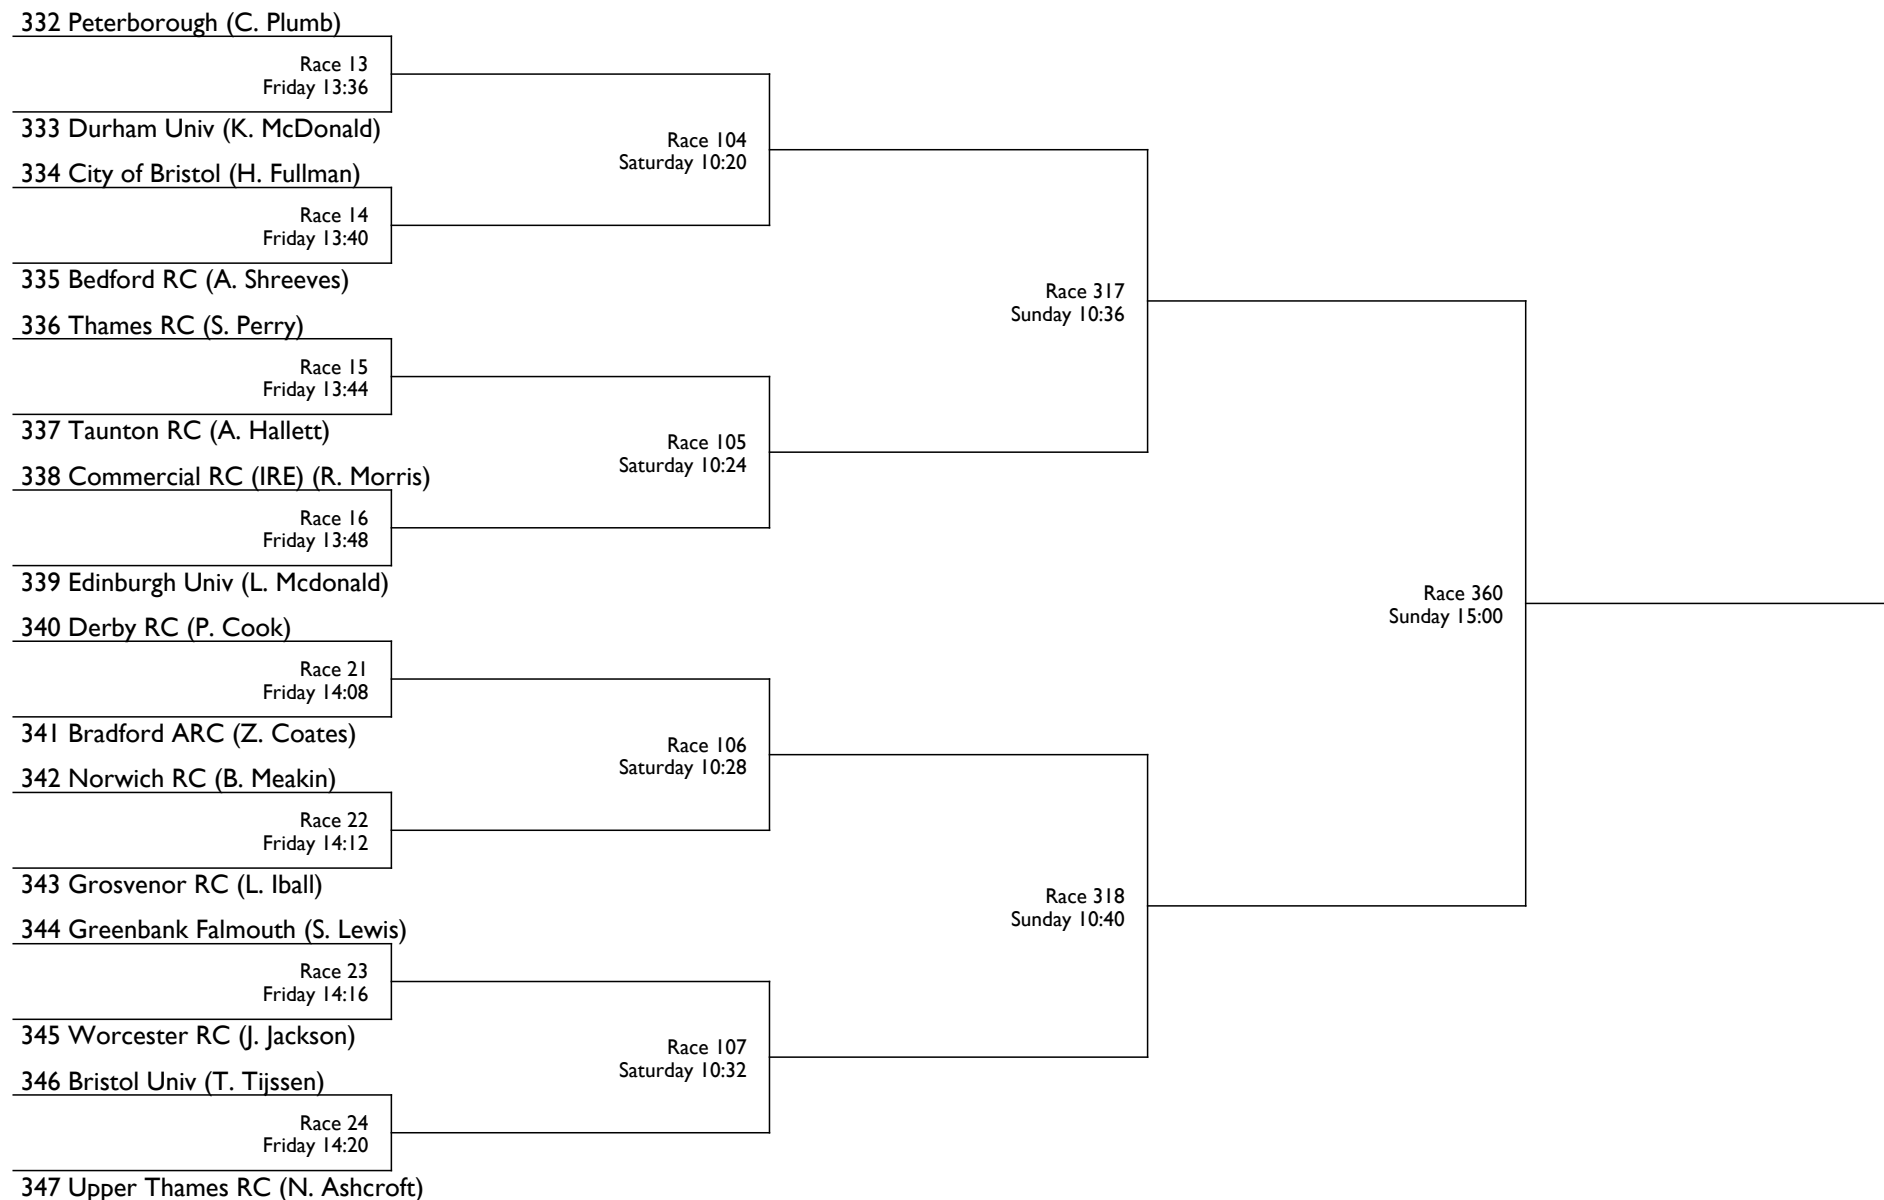 332 Peterborough (C. Plumb)
Race 13
Friday 13:36
333 Durham Univ (K. McDonald)
Race 104
Saturday 10:20
334 City of Bristol (H. Fullman)
Race 14
Friday 13:40
335 Bedford RC (A. Shreeves)
Race 317
Sunday 10:36
336 Thames RC (S. Perry)
Race 15
Friday 13:44
337 Taunton RC (A. Hallett)
Race 105
Saturday 10:24
338 Commercial RC (IRE) (R. Morris)
Race 16
Friday 13:48
339 Edinburgh Univ (L. Mcdonald)
Race 360
Sunday 15:00
340 Derby RC (P. Cook)
Race 21
Friday 14:08
341 Bradford ARC (Z. Coates)
Race 106
Saturday 10:28
342 Norwich RC (B. Meakin)
Race 22
Friday 14:12
343 Grosvenor RC (L. Iball)
Race 318
Sunday 10:40
344 Greenbank Falmouth (S. Lewis)
Race 23
Friday 14:16
345 Worcester RC (J. Jackson)
Race 107
Saturday 10:32
346 Bristol Univ (T. Tijssen)
Race 24
Friday 14:20
347 Upper Thames RC (N. Ashcroft)